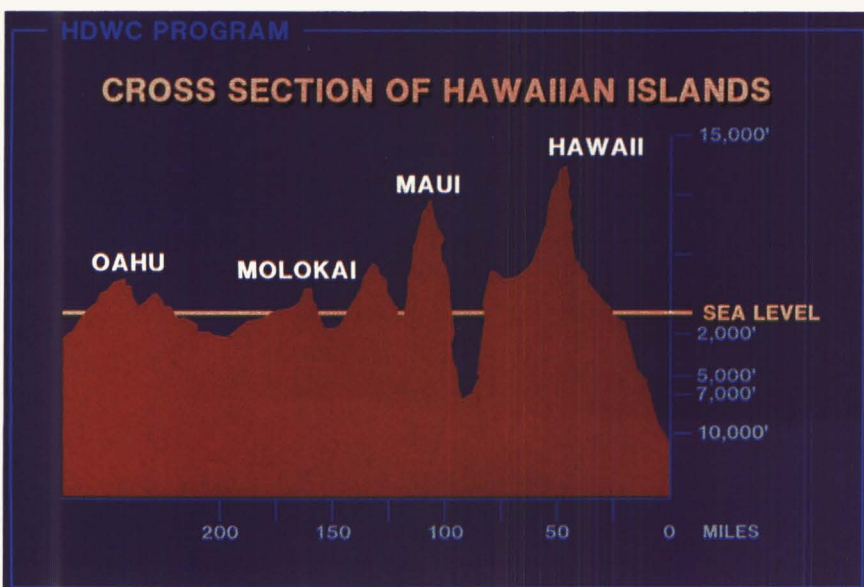 HDWC PROGRAM
CROSS SECTION OF HAWAIIAN ISLANDS
15,000'
HAWAII
MAUI
OAHU
MOLOKAI
SEA LEVEL
2,000'
5,000'
7,000'
10,000'
200 150 100 50 0 MILES